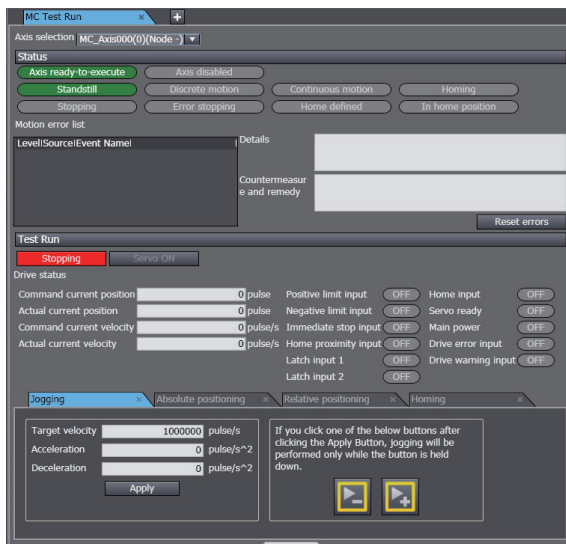 MC Test Run × +
Axis selection MC_Axis000(0)(Node -)
Status
Axis ready-to-execute Axis disabled
Standstill Discrete motion Continuous motion Homing
Stopping Error stopping Home defined In home position
Motion error list
Level|Source|Event Name| Details
Countermeasur
e and remedy
Reset errors
Test Run
Stopping Servo ON
Drive status
Command current position 0 pulse Positive limit input OFF Home input OFF
Actual current position 0 pulse Negative limit input OFF Servo ready OFF
Command current velocity 0 pulse/s Immediate stop input OFF Main power OFF
Actual current velocity 0 pulse/s Home proximity input OFF Drive error input OFF
Latch input 1 OFF Drive warning input OFF
Latch input 2 OFF
Jogging × Absolute positioning × Relative positioning × Homing ×
Target velocity 1000000 pulse/s
Acceleration 0 pulse/s^2
Deceleration 0 pulse/s^2
Apply
If you click one of the below buttons after
clicking the Apply Button, jogging will be
performed only while the button is held
down.